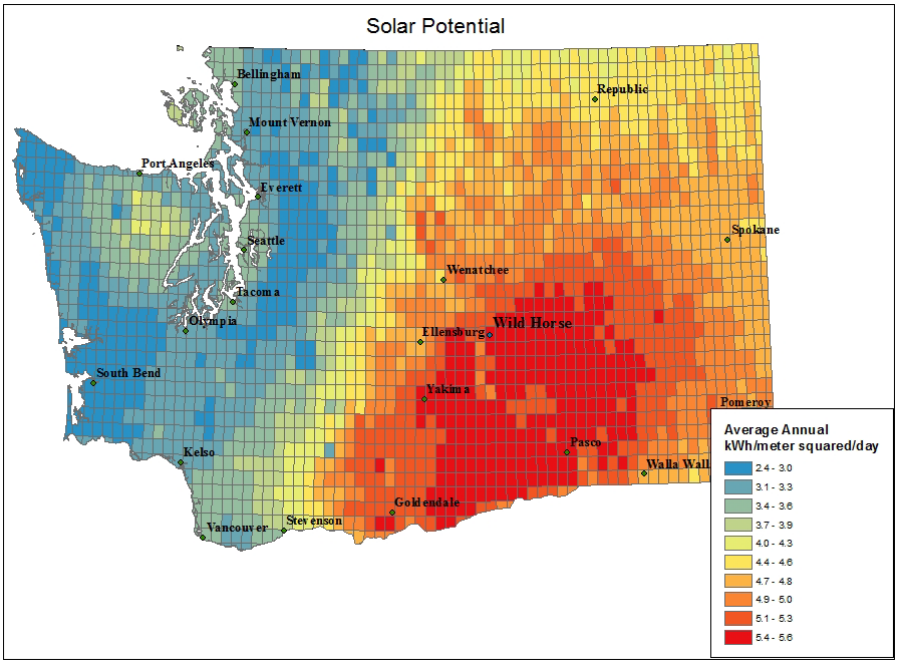 Solar Potential
Bellingham
Republic
Mount Vernon
Port Angeles
Everett
Spokane
Seattle
Wenatchee
Tacoma
Olympia
Wild Horse
Ellensburg
South Bend
Yakima
Pomeroy
Pasco
Kelso
Walla Wall
Goldendale
Stevenson
Vancouver
Average Annual
kWh/meter squared/day
2.4 - 3.0
3.1 - 3.3
3.4 - 3.6
3.7 - 3.9
4.0 - 4.3
4.4 - 4.6
4.7 - 4.8
4.9 - 5.0
5.1 - 5.3
5.4 - 5.6